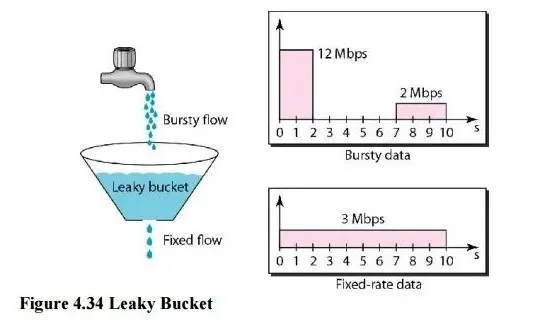 Bursty flow
Leaky bucket
Fixed flow
12 Mbps
2 Mbps
0 1 2 3 4 5 6 7 8 9 10 s
Bursty data
3 Mbps
0 1 2 3 4 5 6 7 8 9 10 s
Fixed-rate data
Figure 4.34 Leaky Bucket